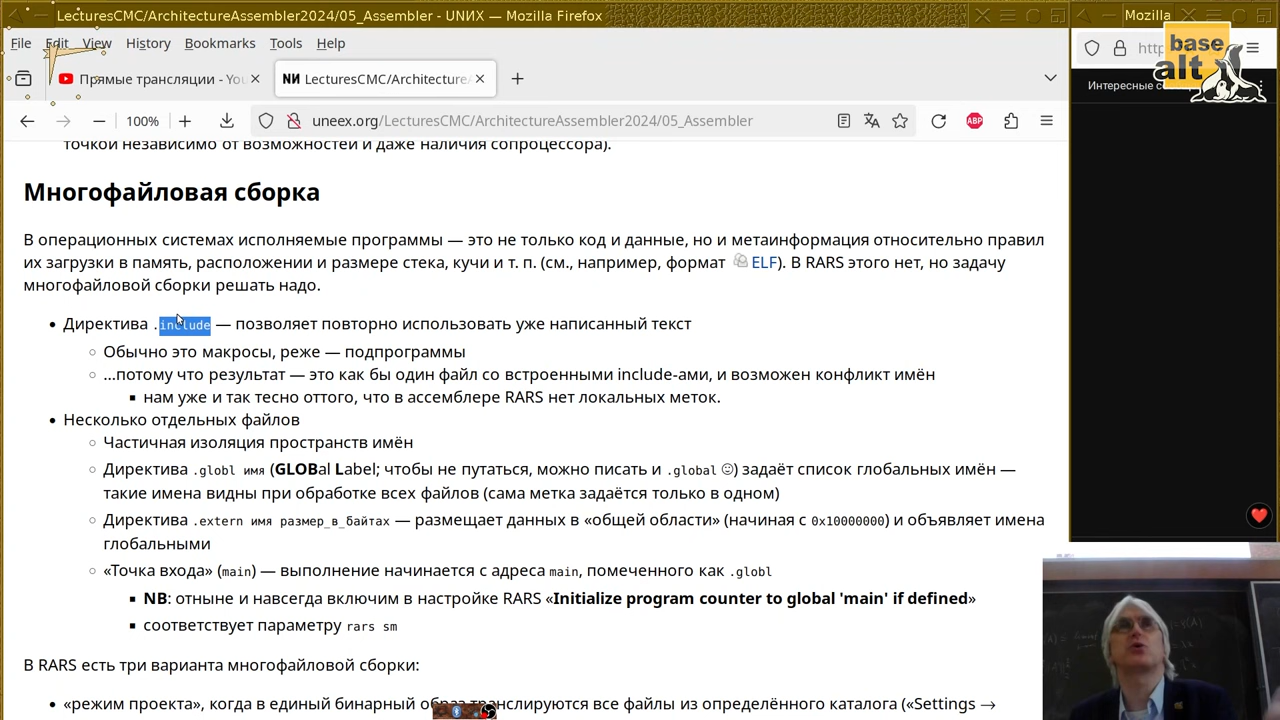 LecturesCMC/ArchitectureAssembler2024/05_Assembler - UNИX — Mozilla Firefox
Mozilla
File Edit View History Bookmarks Tools Help
Прямые трансляции - You
NИ LecturesCMC/Architecture
100%
uneex.org/LecturesCMC/ArchitectureAssembler2024/05_Assembler
ABP
base
alt
точкой независимо от возможностей и даже наличия сопроцессора).
Многофайловая сборка
В операционных системах исполняемые программы — это не только код и данные, но и метаинформация относительно правил
их загрузки в память, расположении и размере стека, кучи и т. п. (см., например, формат ELF). В RARS этого нет, но задачу
многофайловой сборки решать надо.
Директива .include — позволяет повторно использовать уже написанный текст
Обычно это макросы, реже — подпрограммы
…потому что результат — это как бы один файл со встроенными include-ами, и возможен конфликт имён
нам уже и так тесно оттого, что в ассемблере RARS нет локальных меток.
Несколько отдельных файлов
Частичная изоляция пространств имён
Директива .globl имя (GLOBal Label; чтобы не путаться, можно писать и .global ☺) задаёт список глобальных имён —
такие имена видны при обработке всех файлов (сама метка задаётся только в одном)
Директива .extern имя размер_в_байтах — размещает данных в «общей области» (начиная с 0x10000000) и объявляет имена
глобальными
«Точка входа» (main) — выполнение начинается с адреса main, помеченного как .globl
NB: отныне и навсегда включим в настройке RARS «Initialize program counter to global 'main' if defined»
соответствует параметру rars sm
В RARS есть три варианта многофайловой сборки:
«режим проекта», когда в единый бинарный образ транслируются все файлы из определённого каталога («Settings →